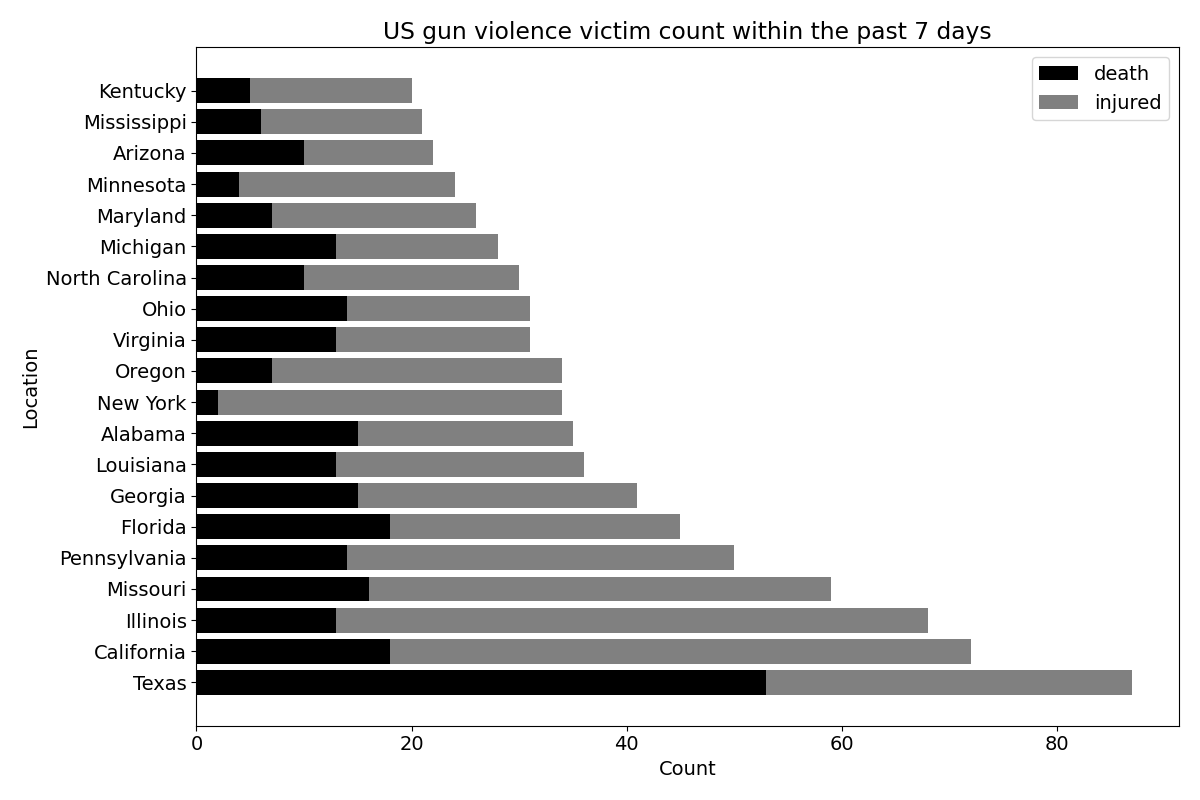 US gun violence victim count within the past 7 days
death
injured
Kentucky
Mississippi
Arizona
Minnesota
Maryland
Michigan
North Carolina
Ohio
Virginia
Oregon
New York
Alabama
Louisiana
Georgia
Florida
Pennsylvania
Missouri
Illinois
California
Texas
Location
0 20 40 60 80
Count